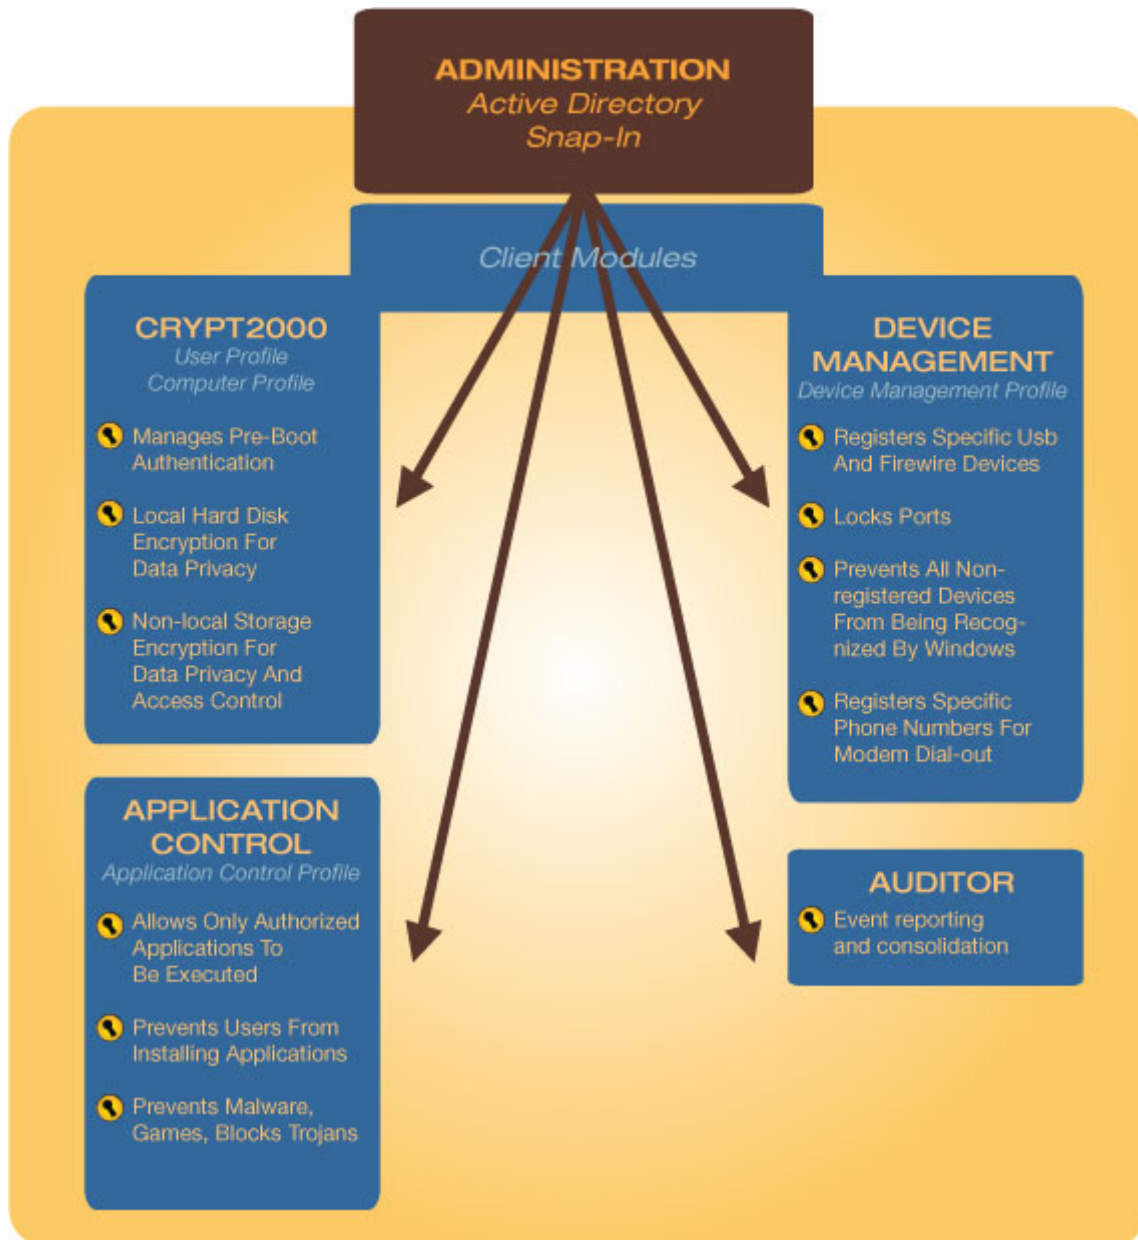 ADMINISTRATION
Active Directory
Snap-In
Client Modules
CRYPT2000
User Profile
Computer Profile
Manages Pre-Boot
Authentication
Local Hard Disk
Encryption For
Data Privacy
Non-local Storage
Encryption For
Data Privacy And
Access Control
APPLICATION
CONTROL
Application Control Profile
Allows Only Authorized
Applications To
Be Executed
Prevents Users From
Installing Applications
Prevents Malware,
Games, Blocks Trojans
DEVICE
MANAGEMENT
Device Management Profile
Registers Specific Usb
And Firewire Devices
Locks Ports
Prevents All Non-
registered Devices
From Being Recog-
nized By Windows
Registers Specific
Phone Numbers For
Modem Dial-out
AUDITOR
Event reporting
and consolidation